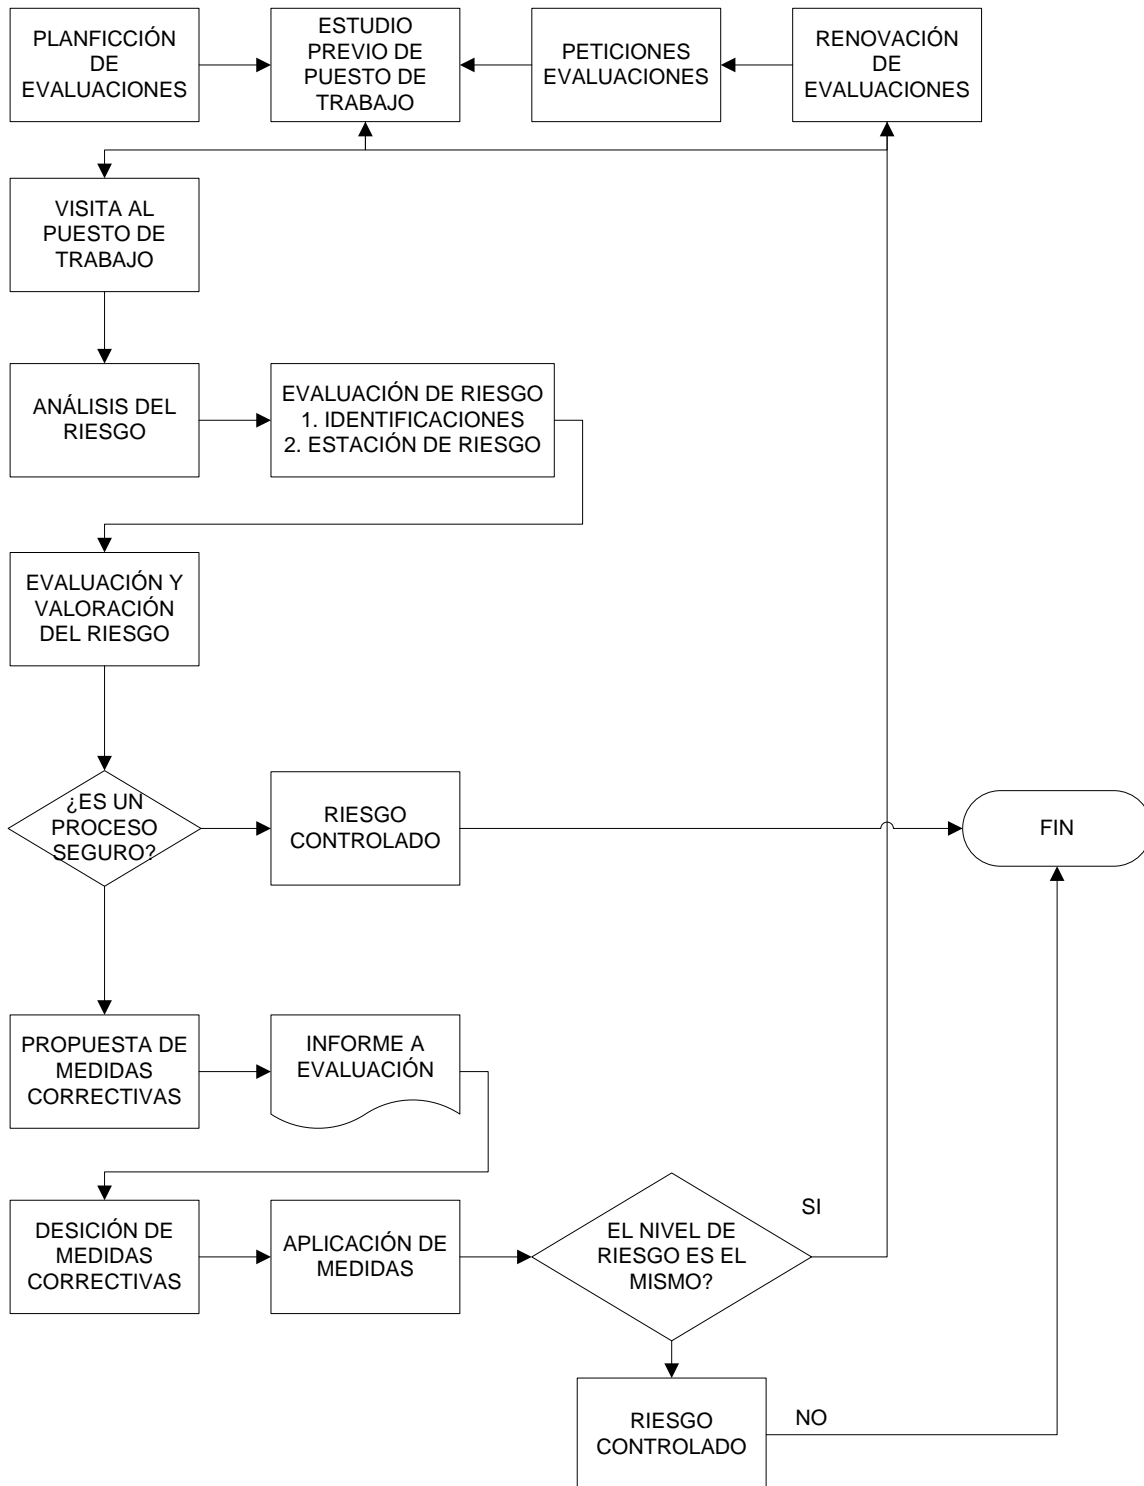 PLANFICCIÓN
DE
EVALUACIONES
ESTUDIO
PREVIO DE
PUESTO DE
TRABAJO
PETICIONES
EVALUACIONES
RENOVACIÓN
DE
EVALUACIONES
VISITA AL
PUESTO DE
TRABAJO
ANÁLISIS DEL
RIESGO
EVALUACIÓN DE RIESGO
1. IDENTIFICACIONES
2. ESTACIÓN DE RIESGO
EVALUACIÓN Y
VALORACIÓN
DEL RIESGO
¿ES UN
PROCESO
SEGURO?
RIESGO
CONTROLADO
FIN
PROPUESTA DE
MEDIDAS
CORRECTIVAS
INFORME A
EVALUACIÓN
DESICIÓN DE
MEDIDAS
CORRECTIVAS
APLICACIÓN DE
MEDIDAS
EL NIVEL DE
RIESGO ES EL
MISMO?
SI
RIESGO
CONTROLADO
NO